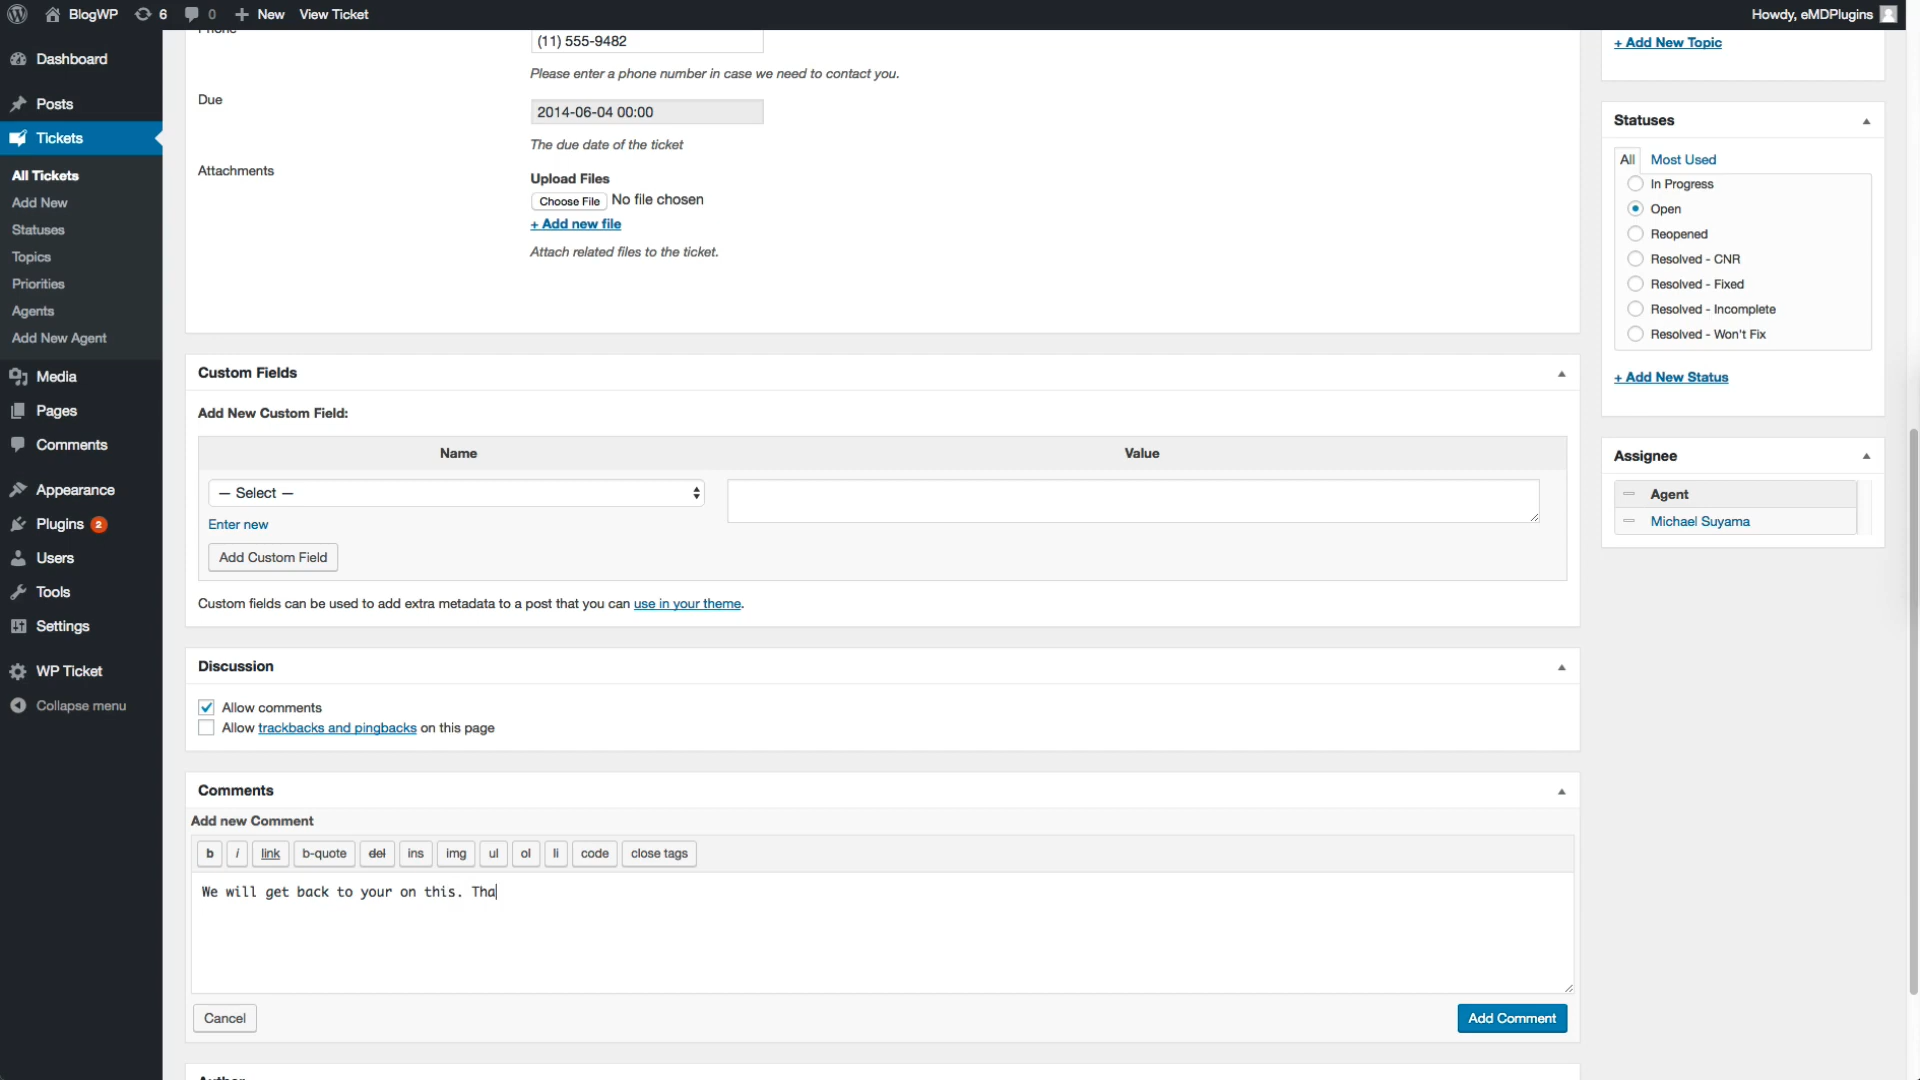 BlogWP 6 0 + New View Ticket Howdy, eMDPlugins
Dashboard
Posts
Tickets
All Tickets
Add New
Statuses
Topics
Priorities
Agents
Add New Agent
Media
Pages
Comments
Appearance
Plugins 2
Users
Tools
Settings
WP Ticket
Collapse menu
Phone
(11) 555-9482
Please enter a phone number in case we need to contact you.
Due
2014-06-04 00:00
The due date of the ticket
Attachments
Upload Files
Choose File No file chosen
+ Add new file
Attach related files to the ticket.
Custom Fields
Add New Custom Field:
Name Value
— Select —
Enter new
Add Custom Field
Custom fields can be used to add extra metadata to a post that you can use in your theme.
Discussion
Allow comments
Allow trackbacks and pingbacks on this page
Comments
Add new Comment
b i link b-quote del ins img ul ol li code close tags
We will get back to your on this. Tha
Cancel Add Comment
+ Add New Topic
Statuses
All Most Used
In Progress
Open
Reopened
Resolved - CNR
Resolved - Fixed
Resolved - Incomplete
Resolved - Won't Fix
+ Add New Status
Assignee
Agent
Michael Suyama